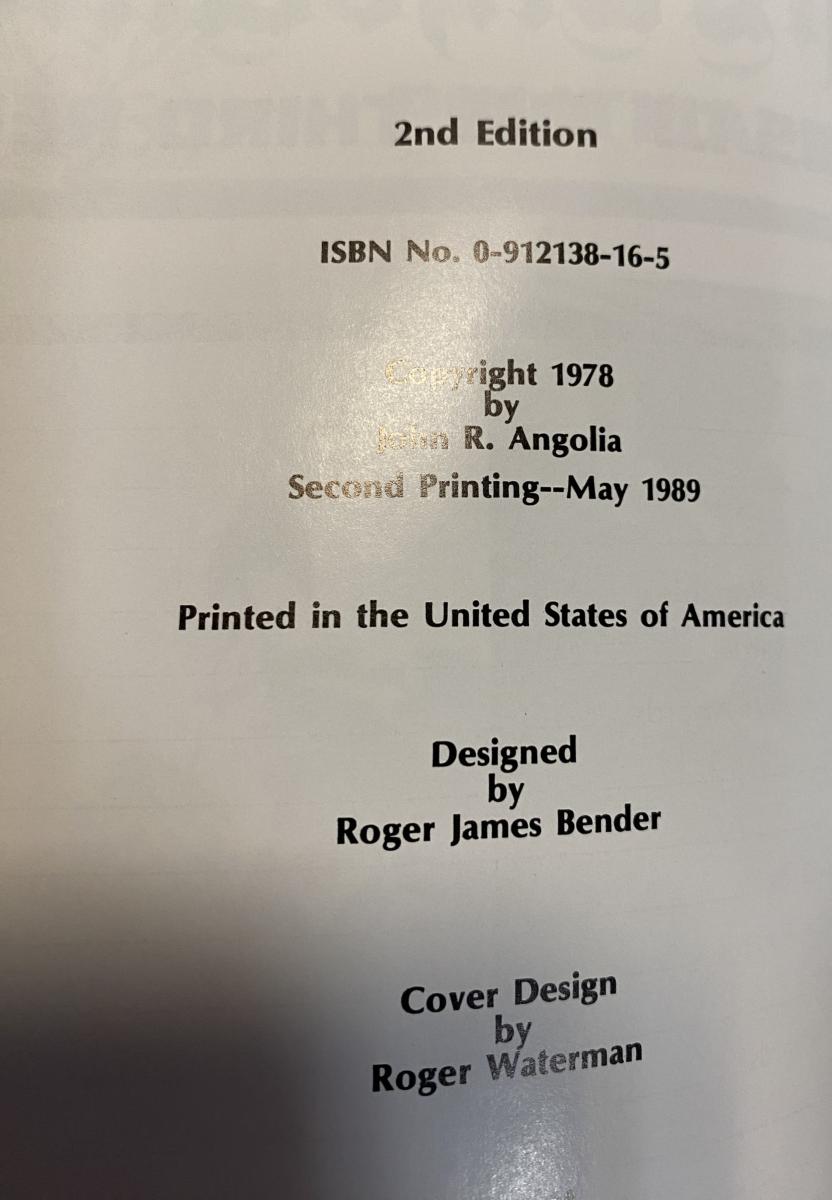 2nd Edition
ISBN No. 0-912138-16-5
Copyright 1978
by
John R. Angolia
Second Printing--May 1989
Printed in the United States of America
Designed
by
Roger James Bender
Cover Design
by
Roger Waterman